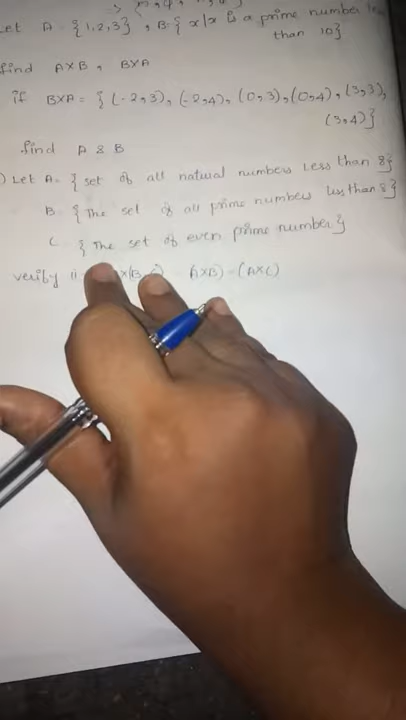 Let A = {1,2,3}, B = {x/x is a prime number less
than 10}
find A×B, B×A
if B×A = {(-2,3), (-2,4), (0,3), (0,4), (3,3),
(3,4)}
find A & B
) Let A = {set of all natural numbers less than 8}
B = {The set of all prime numbers less than 8}
C {The set of even prime number}
verify A×B) - (A×C)